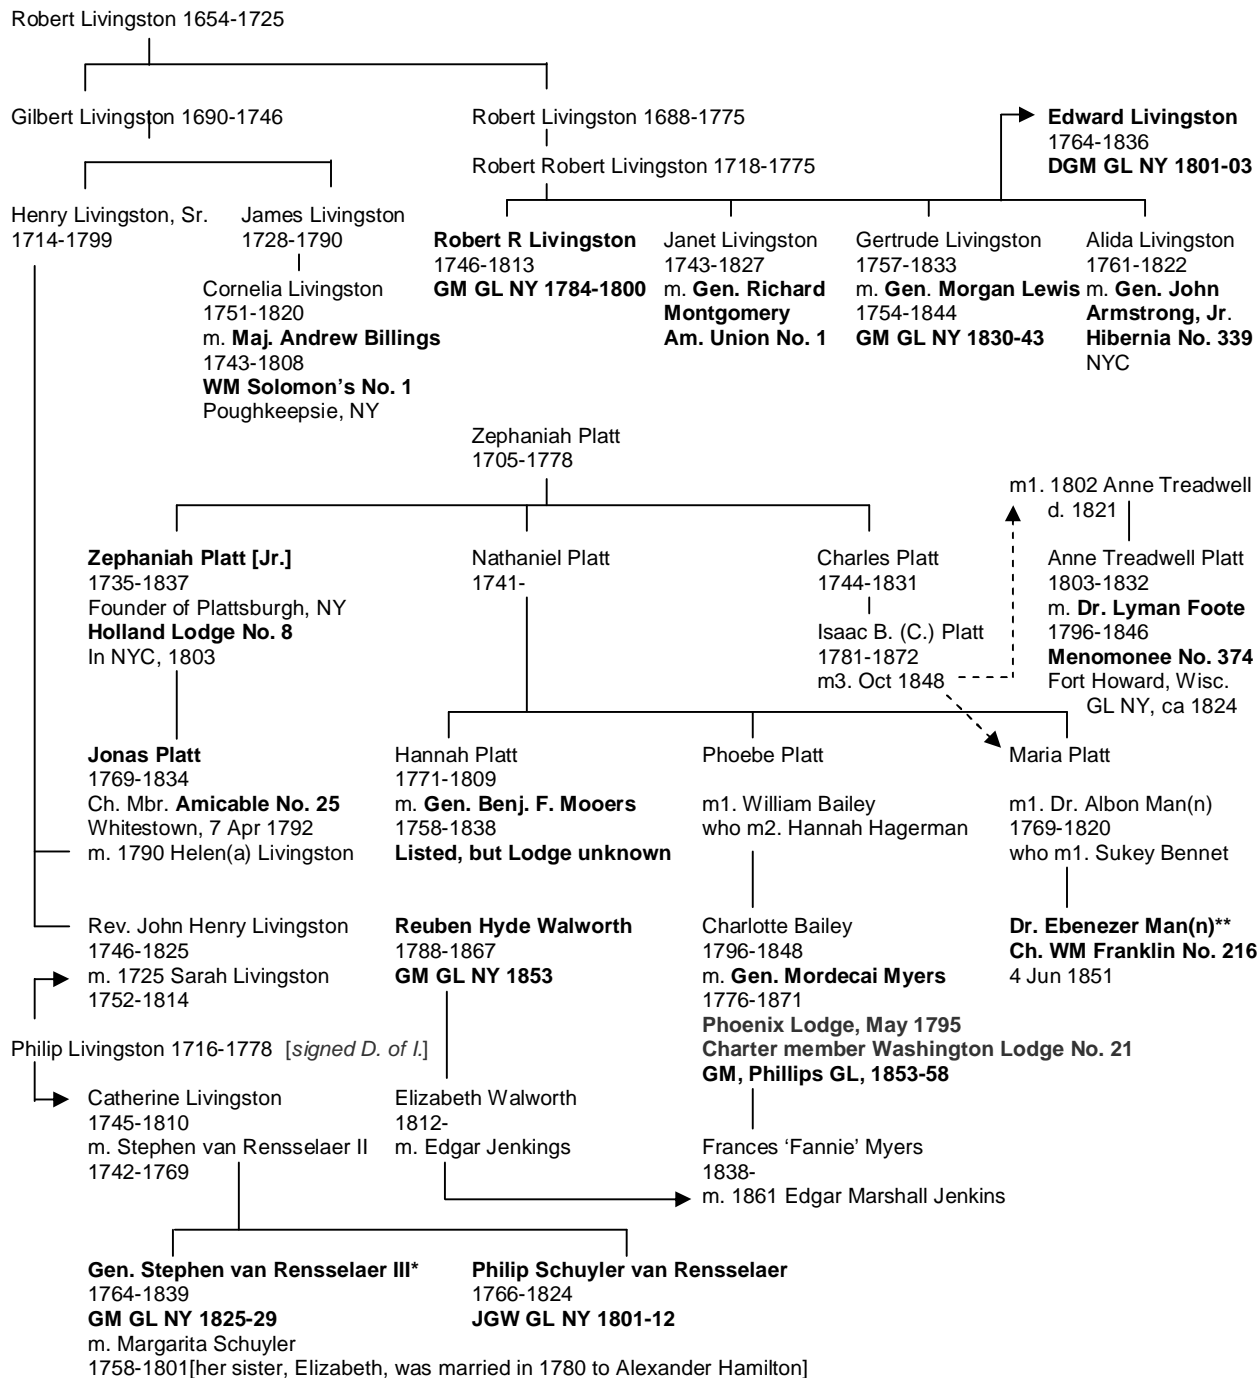 Robert Livingston 1654-1725
Gilbert Livingston 1690-1746
Robert Livingston 1688-1775
Robert Robert Livingston 1718-1775
Edward Livingston
1764-1836
DGM GL NY 1801-03
Henry Livingston, Sr.
1714-1799
James Livingston
1728-1790
Cornelia Livingston
1751-1820
m. Maj. Andrew Billings
1743-1808
WM Solomon's No. 1
Poughkeepsie, NY
Robert R Livingston
1746-1813
GM GL NY 1784-1800
Janet Livingston
1743-1827
m. Gen. Richard
Montgomery
Am. Union No. 1
Gertrude Livingston
1757-1833
m. Gen. Morgan Lewis
1754-1844
GM GL NY 1830-43
Alida Livingston
1761-1822
m. Gen. John
Armstrong, Jr.
Hibernia No. 339
NYC
Zephaniah Platt
1705-1778
Zephaniah Platt [Jr.]
1735-1837
Founder of Plattsburgh, NY
Holland Lodge No. 8
In NYC, 1803
Nathaniel Platt
1741-
Charles Platt
1744-1831
Isaac B. (C.) Platt
1781-1872
m3. Oct 1848
m1. 1802 Anne Treadwell
d. 1821
Anne Treadwell Platt
1803-1832
m. Dr. Lyman Foote
1796-1846
Menomonee No. 374
Fort Howard, Wisc.
GL NY, ca 1824
Jonas Platt
1769-1834
Ch. Mbr. Amicable No. 25
Whitestown, 7 Apr 1792
m. 1790 Helen(a) Livingston
Hannah Platt
1771-1809
m. Gen. Benj. F. Mooers
1758-1838
Listed, but Lodge unknown
Phoebe Platt
m1. William Bailey
who m2. Hannah Hagerman
Maria Platt
m1. Dr. Albon Man(n)
1769-1820
who m1. Sukey Bennet
Rev. John Henry Livingston
1746-1825
m. 1725 Sarah Livingston
1752-1814
Reuben Hyde Walworth
1788-1867
GM GL NY 1853
Charlotte Bailey
1796-1848
m. Gen. Mordecai Myers
1776-1871
Phoenix Lodge, May 1795
Charter member Washington Lodge No. 21
GM, Phillips GL, 1853-58
Dr. Ebenezer Man(n)**
Ch. WM Franklin No. 216
4 Jun 1851
Philip Livingston 1716-1778 [signed D. of I.]
Catherine Livingston
1745-1810
m. Stephen van Rensselaer II
1742-1769
Elizabeth Walworth
1812-
m. Edgar Jenkings
Frances 'Fannie' Myers
1838-
m. 1861 Edgar Marshall Jenkins
Gen. Stephen van Rensselaer III*
1764-1839
GM GL NY 1825-29
m. Margarita Schuyler
1758-1801[her sister, Elizabeth, was married in 1780 to Alexander Hamilton]
Philip Schuyler van Rensselaer
1766-1824
JGW GL NY 1801-12